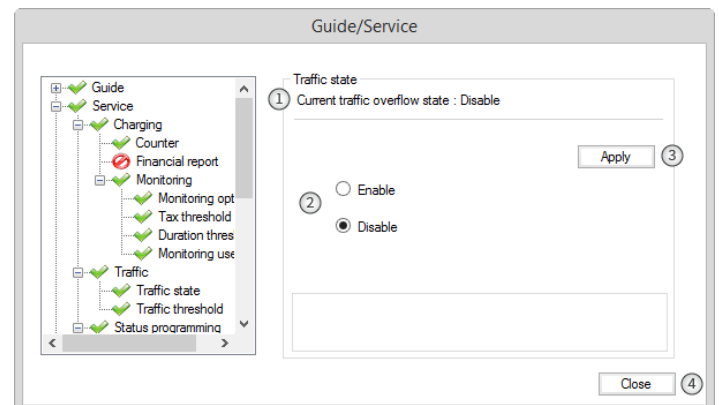 Guide/Service
Guide
Service
Charging
Counter
Financial report
Monitoring
Monitoring opt
Tax threshold
Duration thres
Monitoring use
Traffic
Traffic state
Traffic threshold
Status programming
Traffic state
1 Current traffic overflow state : Disable
Apply 3
2
Enable
Disable
Close 4